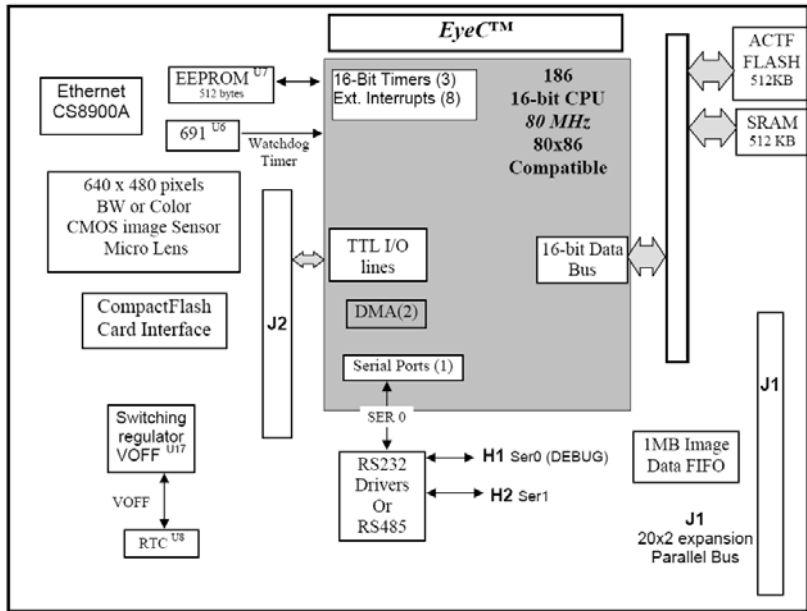 EyeC™
Ethernet
CS8900A
EEPROM U7
512 bytes
691 U6
Watchdog
Timer
16-Bit Timers (3)
Ext. Interrupts (8)
186
16-bit CPU
80 MHz
80x86
Compatible
ACTF
FLASH
512KB
SRAM
512 KB
640 x 480 pixels
BW or Color
CMOS image Sensor
Micro Lens
J2
TTL I/O
lines
16-bit Data
Bus
CompactFlash
Card Interface
DMA(2)
Serial Ports (1)
SER 0
J1
Switching
regulator
VOFF U17
VOFF
RTC U8
RS232
Drivers
Or
RS485
H1 Ser0 (DEBUG)
H2 Ser1
1MB Image
Data FIFO
J1
20x2 expansion
Parallel Bus